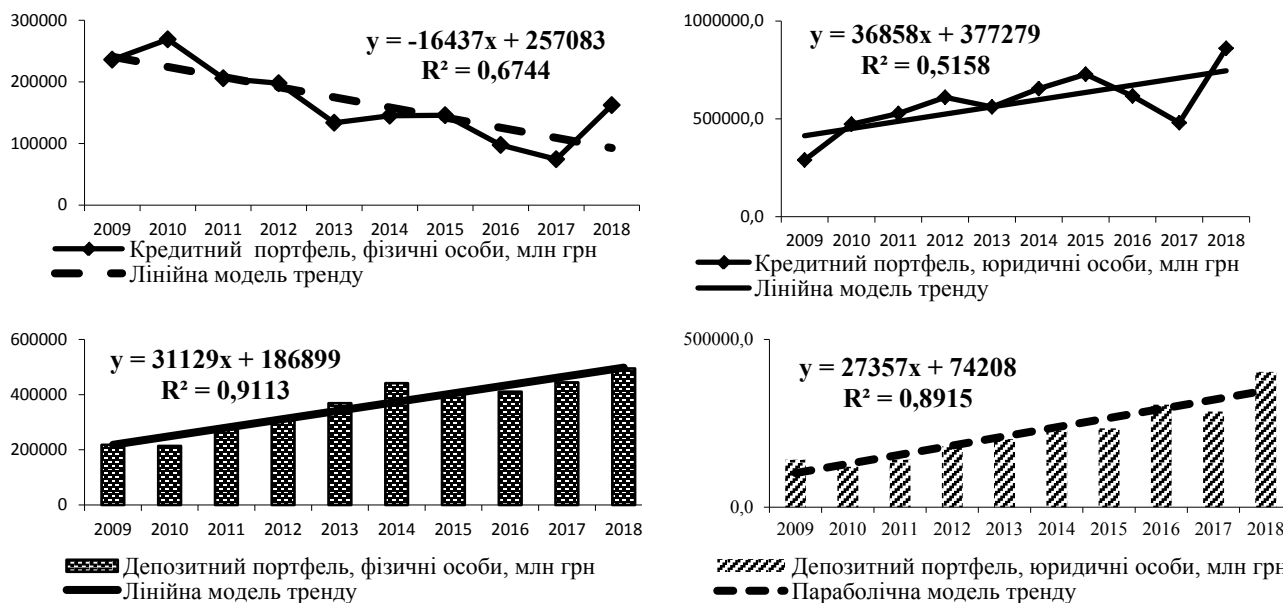 300000
200000
100000
0
y = -16437x + 257083
R² = 0,6744
2009 2010 2011 2012 2013 2014 2015 2016 2017 2018
Кредитний портфель, фізичні особи, млн грн
Лінійна модель тренду
1000000,0
500000,0
0,0
y = 36858x + 377279
R² = 0,5158
2009 2010 2011 2012 2013 2014 2015 2016 2017 2018
Кредитний портфель, юридичні особи, млн грн
Лінійна модель тренду
600000
400000
200000
0
y = 31129x + 186899
R² = 0,9113
2009 2010 2011 2012 2013 2014 2015 2016 2017 2018
Депозитний портфель, фізичні особи, млн грн
Лінійна модель тренду
500000,0
0,0
y = 27357x + 74208
R² = 0,8915
2009 2010 2011 2012 2013 2014 2015 2016 2017 2018
Депозитний портфель, юридичні особи, млн грн
Параболічна модель тренду